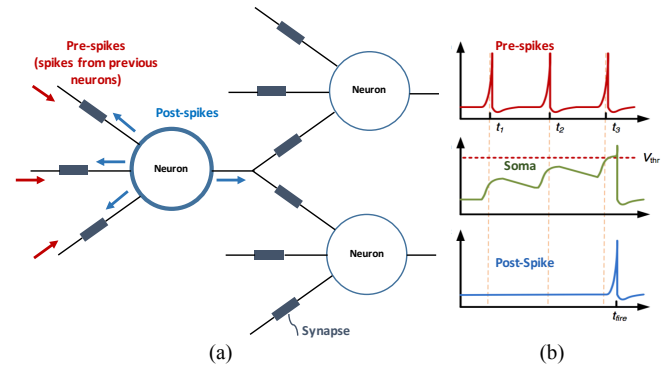 Pre-spikes
(spikes from previous
neurons)
Post-spikes
Neuron
Neuron
Neuron
Synapse
(a)
Pre-spikes
t1
t2
t3
Soma
Vthr
Post-Spike
tfire
(b)